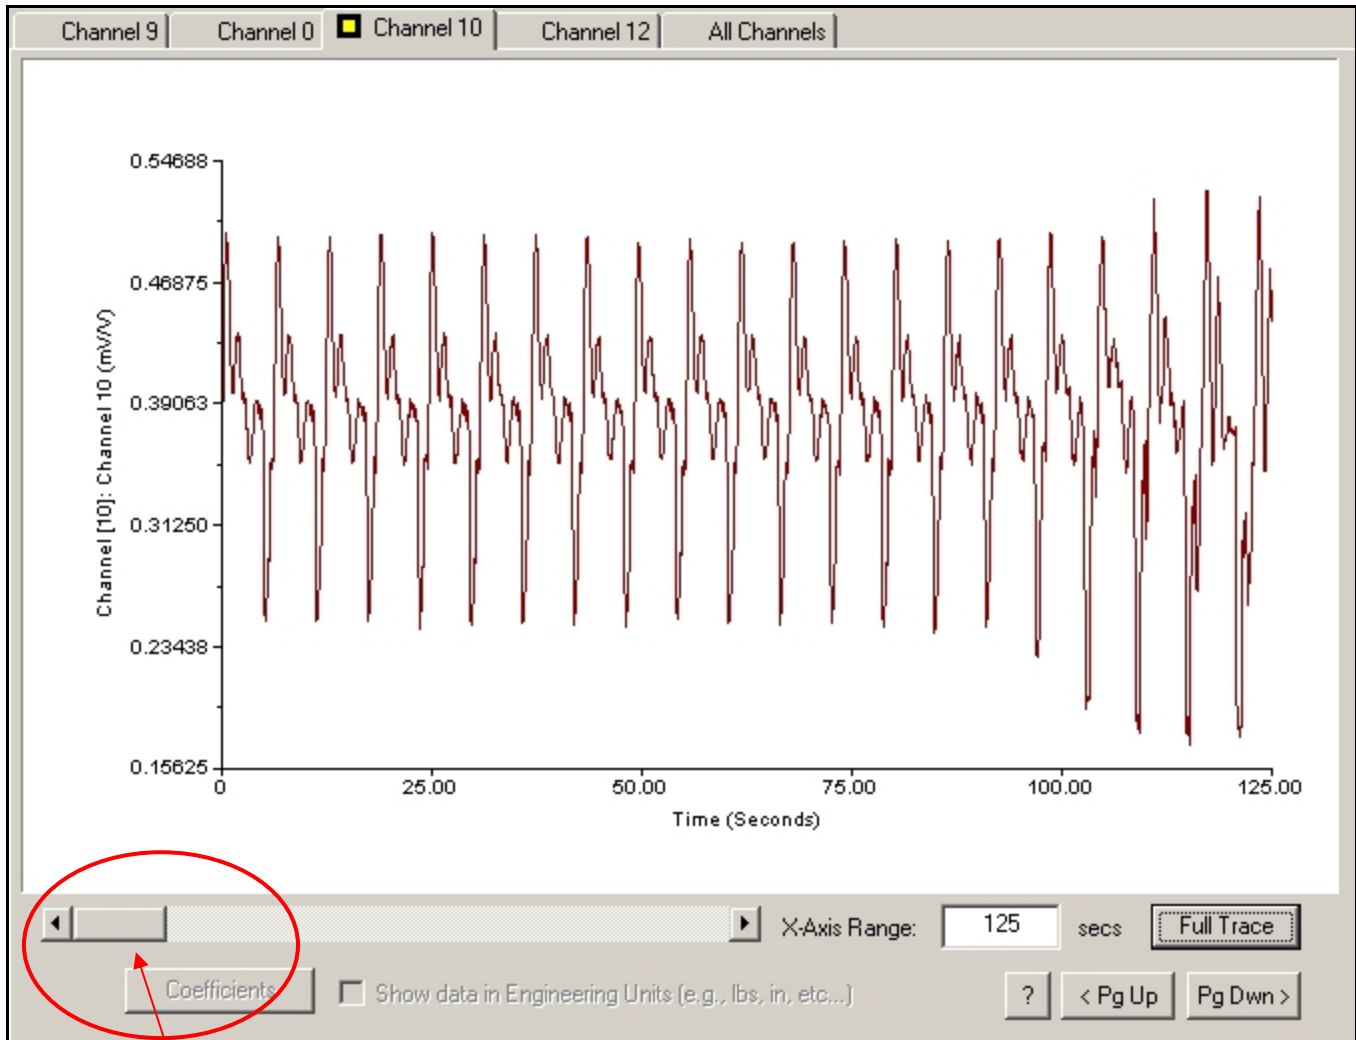 Channel 9 Channel 0 Channel 10 Channel 12 All Channels
0.54688
0.46875
0.39063
0.31250
0.23438
0.15625
Channel [10]: Channel 10 (mV/V)
0 25.00 50.00 75.00 100.00 125.00
Time (Seconds)
X-Axis Range: 125 secs Full Trace
Coefficients Show data in Engineering Units (e.g., lbs, in, etc...) ? < Pg Up Pg Dwn >